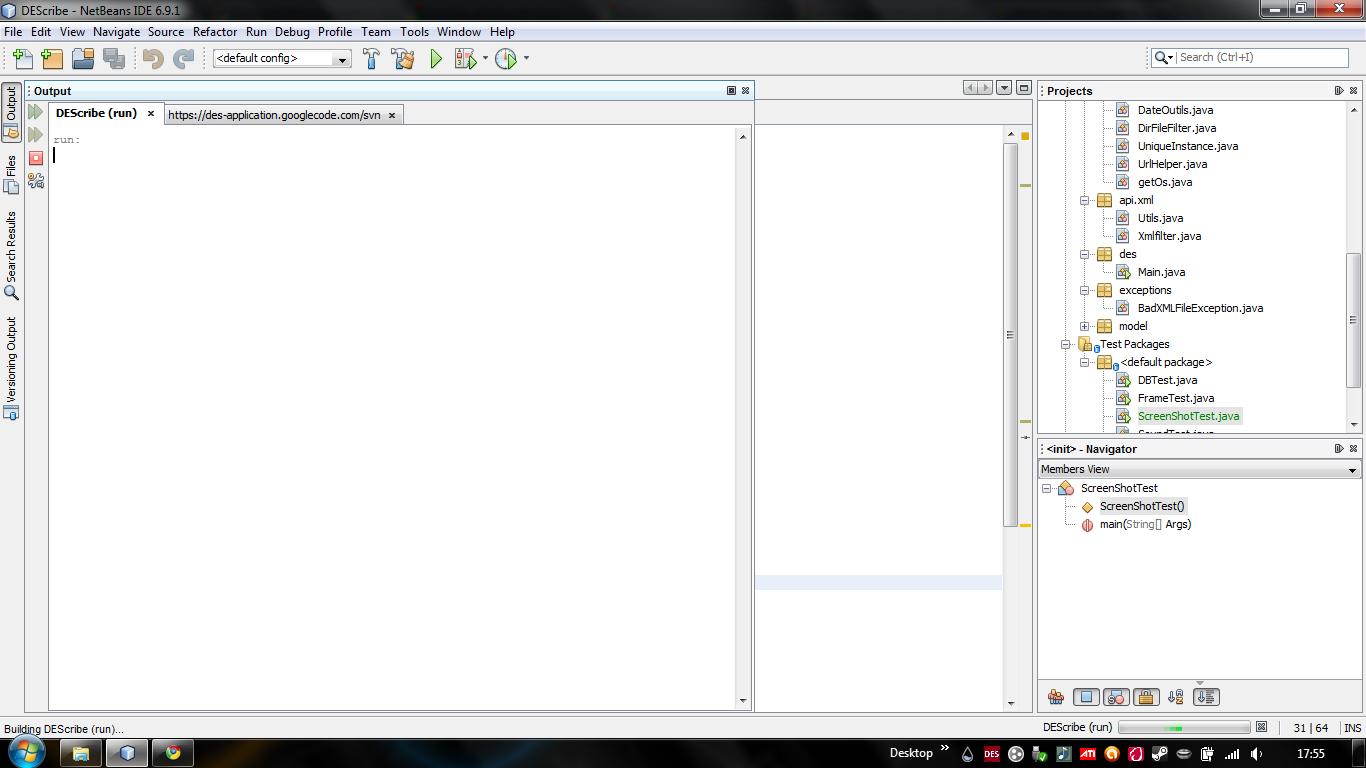 DEScribe - NetBeans IDE 6.9.1
File Edit View Navigate Source Refactor Run Debug Profile Team Tools Window Help
<default config>
Search (Ctrl+I)
Output
Files
Search Results
Versioning Output
Output
DEScribe (run)
https://des-application.googlecode.com/svn
run:
Projects
DateOutils.java
DirFileFilter.java
UniqueInstance.java
UrlHelper.java
getOs.java
api.xml
Utils.java
Xmlfilter.java
des
Main.java
exceptions
BadXMLFileException.java
model
Test Packages
<default package>
DBTest.java
FrameTest.java
ScreenShotTest.java
SoundTest.java
<init> - Navigator
Members View
ScreenShotTest
ScreenShotTest()
main(String[] Args)
Building DEScribe (run)...
DEScribe (run)
31 | 64
INS
Desktop
DES
ATI
17:55